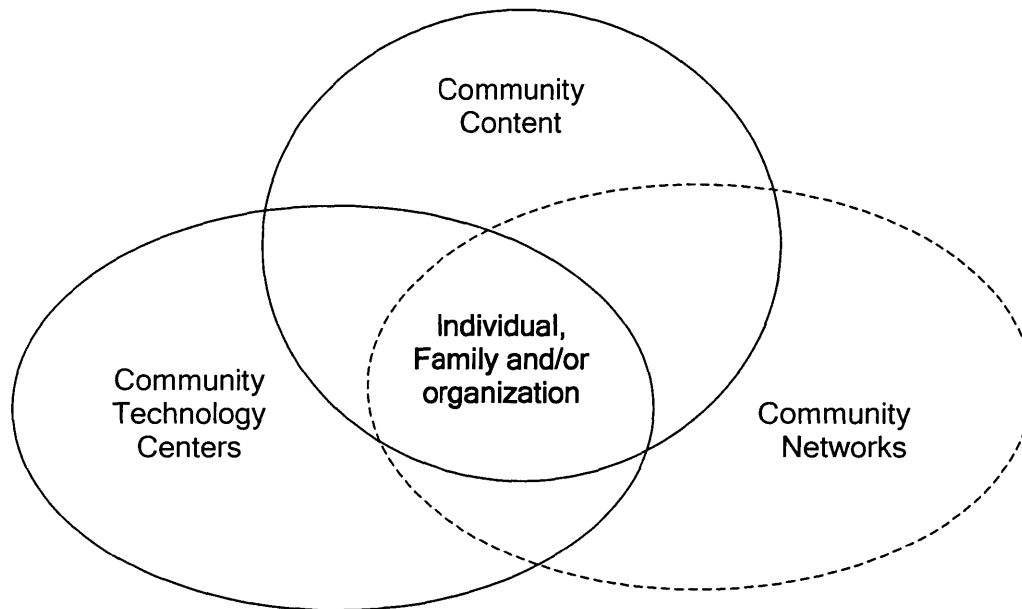 Community
Content
Individual,
Family and/or
organization
Community
Technology
Centers
Community
Networks